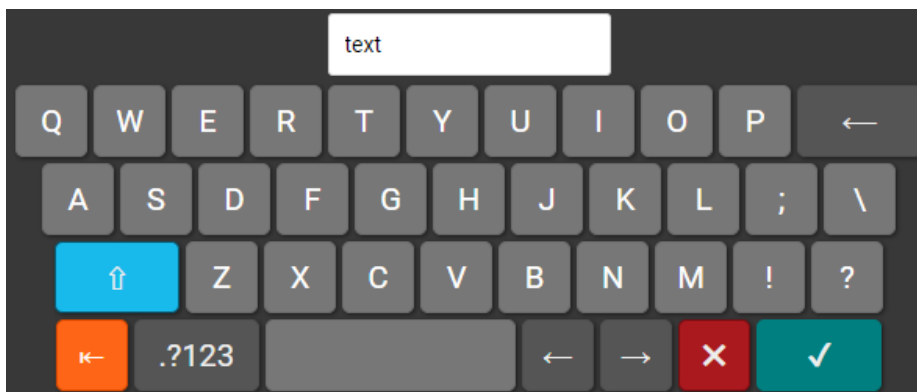 text
Q W E R T Y U I O P ←
A S D F G H J K L ; \
⇧ Z X C V B N M ! ?
⇤ .?123 ← → ✕ ✓